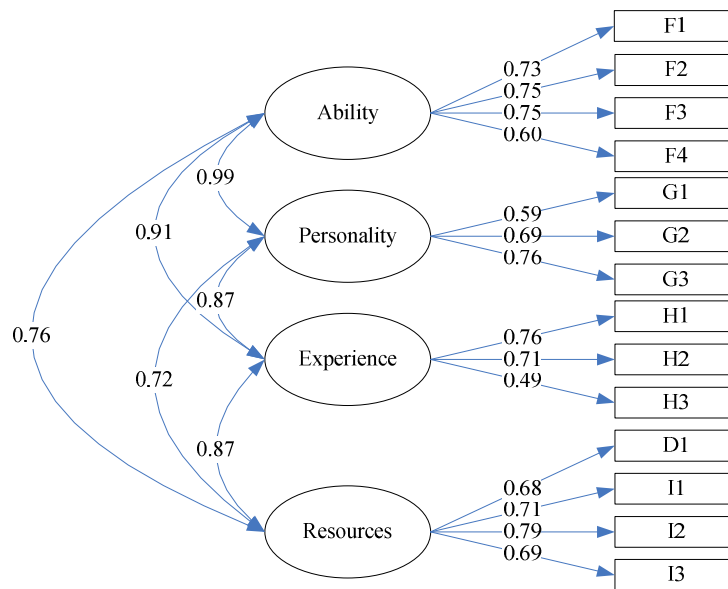 F1
0.73
F2
Ability
0.75
F3
0.75
0.60
F4
0.99
G1
0.59
0.91
Personality
0.69
G2
0.76
G3
0.87
H1
0.76
0.76
Experience
0.71
H2
0.72
0.49
H3
0.87
D1
0.68
I1
0.71
Resources
0.79
I2
0.69
I3